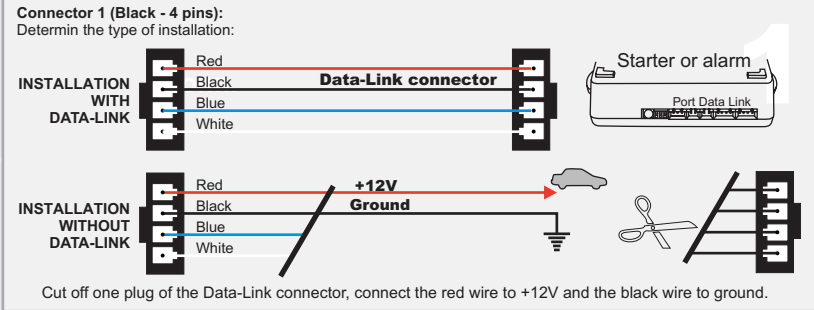 Connector 1 (Black - 4 pins):
Determin the type of installation:
1
INSTALLATION
WITH
DATA-LINK
Red
Black
Blue
White
Data-Link connector
Starter or alarm
Port Data Link
INSTALLATION
WITHOUT
DATA-LINK
Red
Black
Blue
White
+12V
Ground
Cut off one plug of the Data-Link connector, connect the red wire to +12V and the black wire to ground.